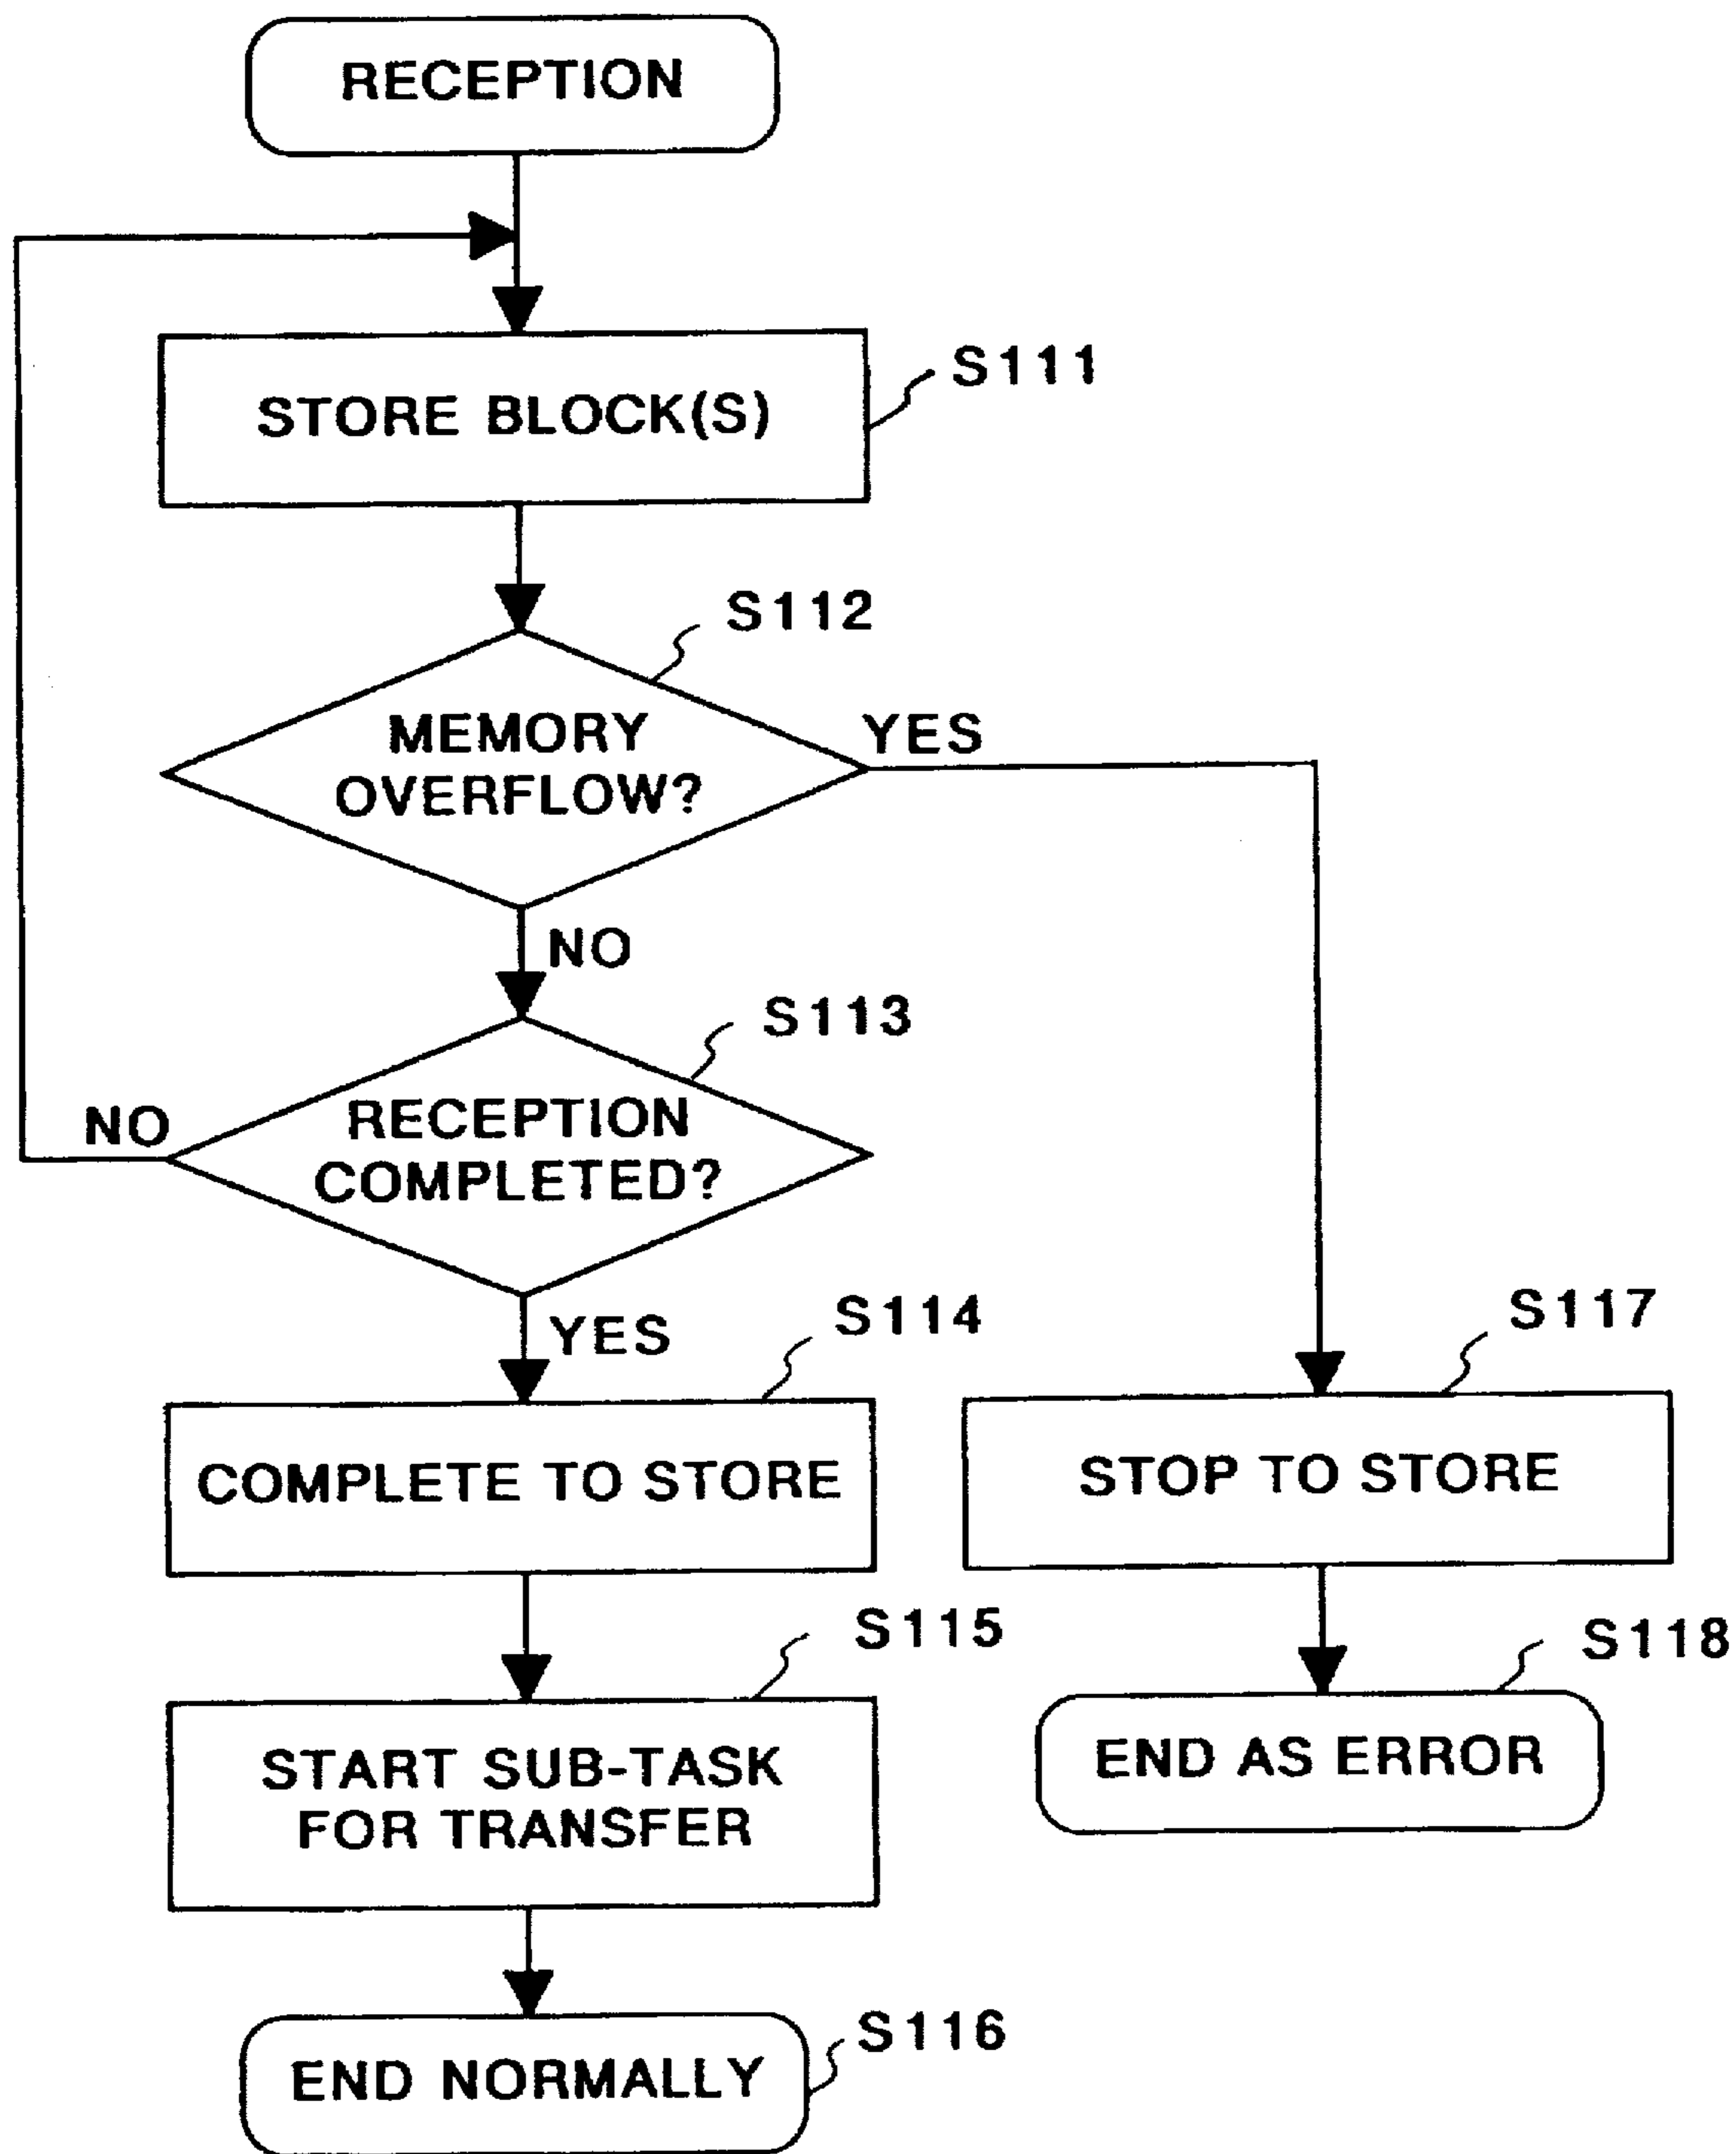 RECEPTION
S111
STORE BLOCK(S)
S112
MEMORY
OVERFLOW?
YES
NO
S113
RECEPTION
COMPLETED?
NO
YES
S114
COMPLETE TO STORE
S117
STOP TO STORE
S115
START SUB-TASK
FOR TRANSFER
S118
END AS ERROR
S116
END NORMALLY